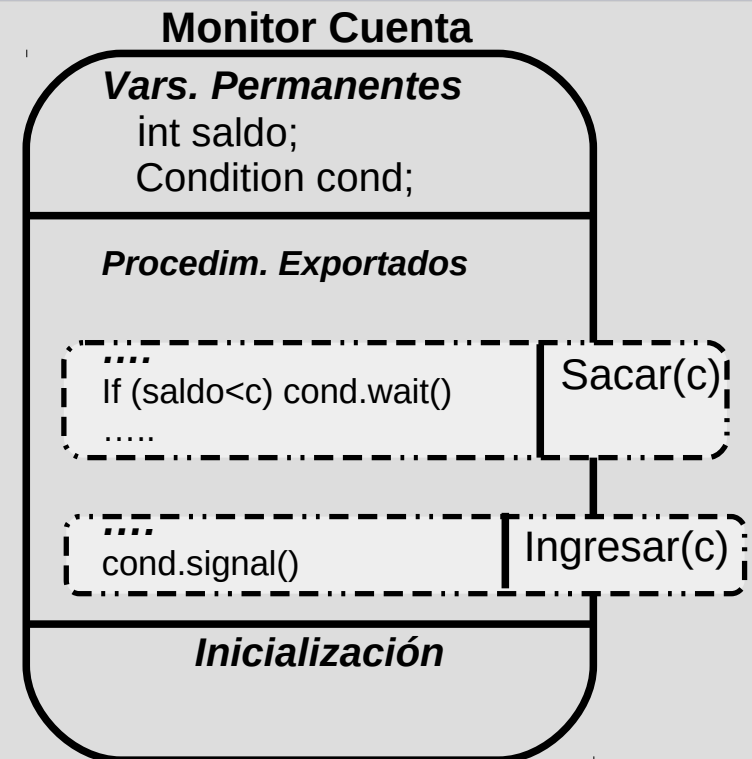 Monitor Cuenta
Vars. Permanentes
int saldo;
Condition cond;
Procedim. Exportados
....
If (saldo<c) cond.wait()
.....
Sacar(c)
....
cond.signal()
Ingresar(c)
Inicialización